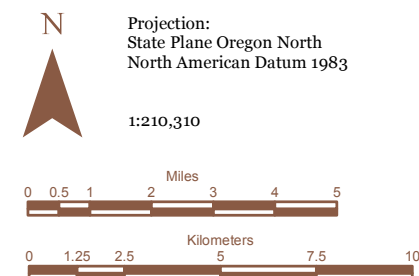 N
Projection:
State Plane Oregon North
North American Datum 1983
1:210,310
Miles
0 0.5 1 2 3 4 5
Kilometers
0 1.25 2.5 5 7.5 10